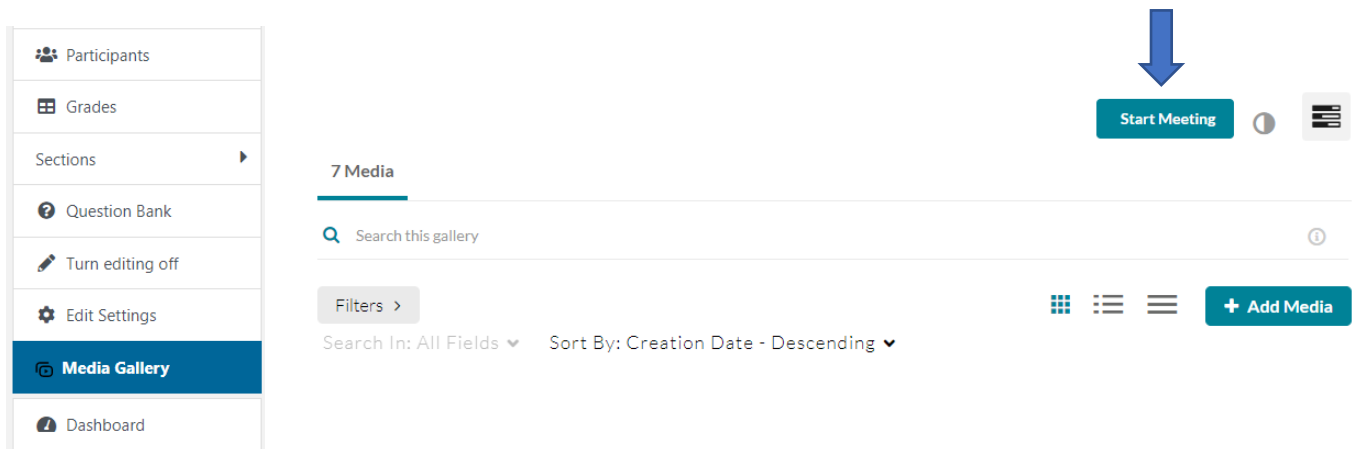 Participants
Grades
Sections
Question Bank
Turn editing off
Edit Settings
Media Gallery
Dashboard
Start Meeting
7 Media
Search this gallery
Filters >
+ Add Media
Search In: All Fields Sort By: Creation Date - Descending